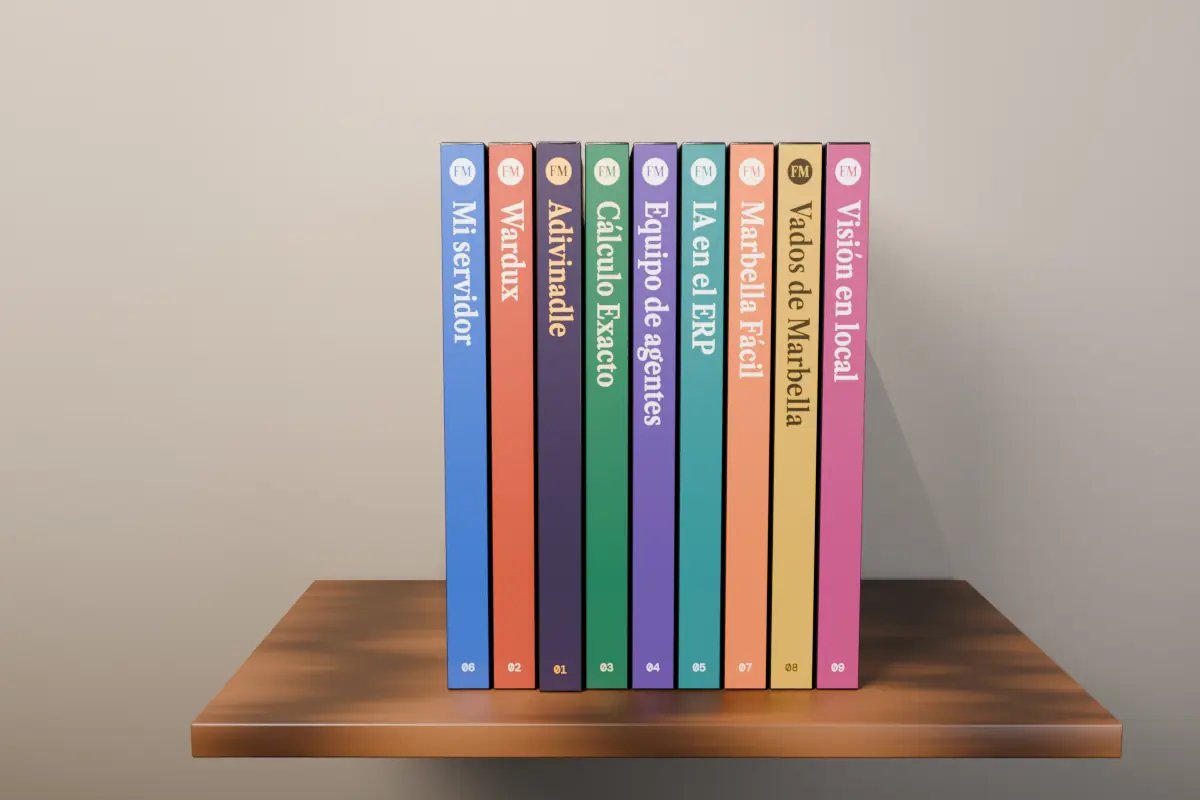 FM
Mi servidor
06
FM
Wardux
02
FM
Adivinadle
01
FM
Cálculo Exacto
03
FM
Equipo de agentes
04
FM
IA en el ERP
05
FM
Marbella Fácil
07
FM
Vados de Marbella
08
FM
Visión en local
09